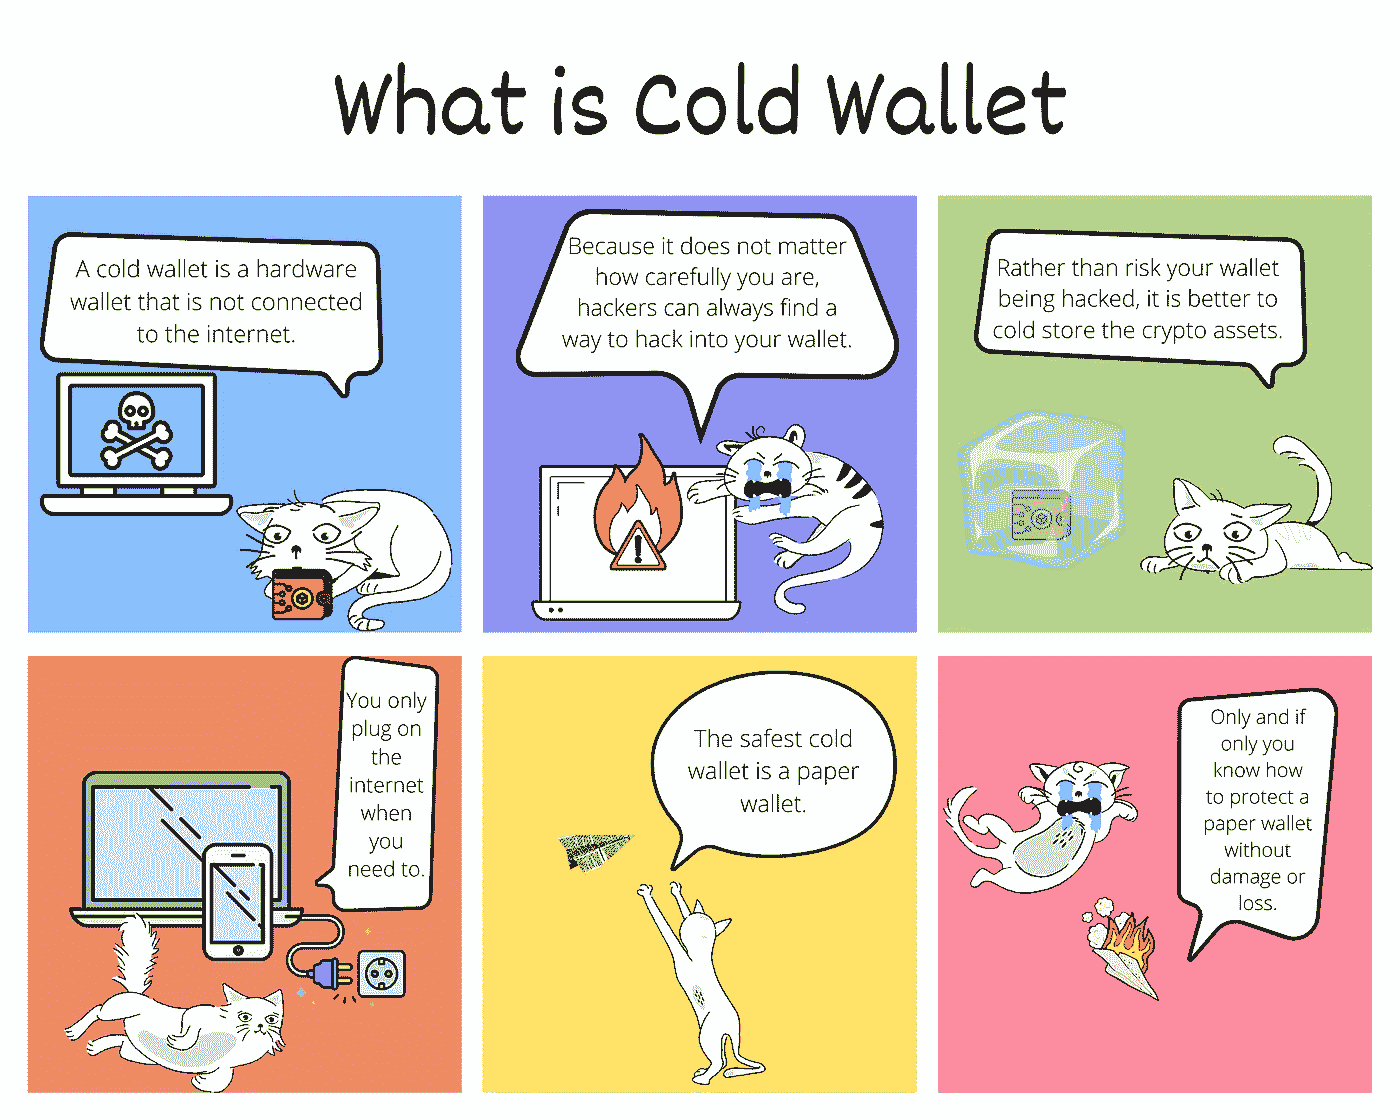 What is Cold Wallet
A cold wallet is a hardware
wallet that is not connected
to the internet.
Because it does not matter
how carefully you are,
hackers can always find a
way to hack into your wallet.
Rather than risk your wallet
being hacked, it is better to
cold store the crypto assets.
You only
plug on
the
internet
when
you
need to.
The safest cold
wallet is a paper
wallet.
Only and if
only you
know how
to protect a
paper wallet
without
damage or
loss.